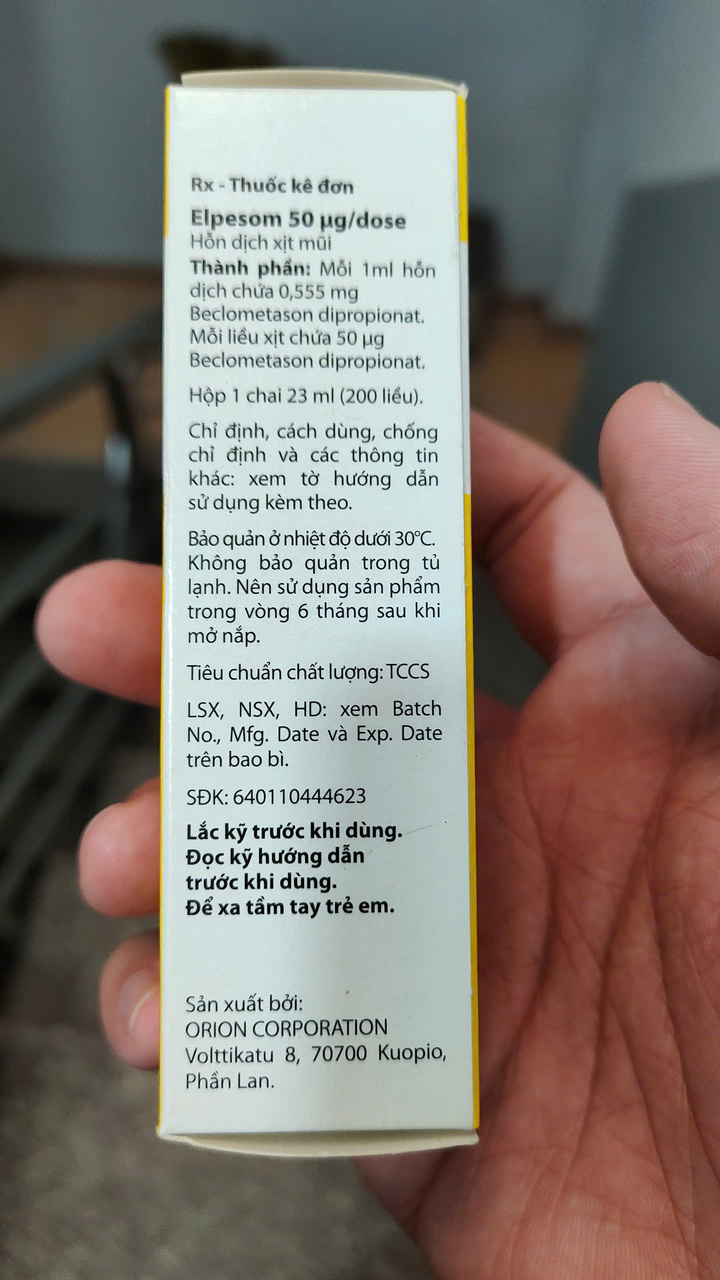 Rx - Thuốc kê đơn
Elpesom 50 µg/dose
Hỗn dịch xịt mũi
Thành phần: Mỗi 1ml hỗn
dịch chứa 0,555 mg
Beclometason dipropionat.
Mỗi liều xịt chứa 50 µg
Beclometason dipropionat.
Hộp 1 chai 23 ml (200 liều).
Chỉ định, cách dùng, chống
chỉ định và các thông tin
khác: xem tờ hướng dẫn
sử dụng kèm theo.
Bảo quản ở nhiệt độ dưới 30°C.
Không bảo quản trong tủ
lạnh. Nên sử dụng sản phẩm
trong vòng 6 tháng sau khi
mở nắp.
Tiêu chuẩn chất lượng: TCCS
LSX, NSX, HD: xem Batch
No., Mfg. Date và Exp. Date
trên bao bì.
SĐK: 640110444623
Lắc kỹ trước khi dùng.
Đọc kỹ hướng dẫn
trước khi dùng.
Để xa tầm tay trẻ em.
Sản xuất bởi:
ORION CORPORATION
Volttikatu 8, 70700 Kuopio,
Phần Lan.